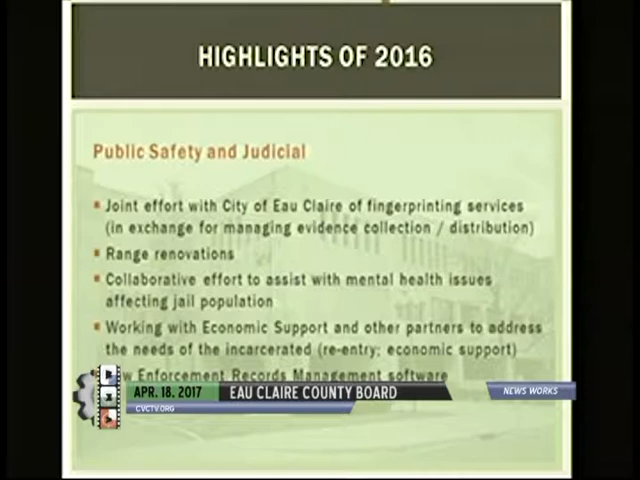 HIGHLIGHTS OF 2016
Public Safety and Judicial
Joint effort with City of Eau Claire of fingerprinting services
(in exchange for managing evidence collection / distribution)
Range renovations
Collaborative effort to assist with mental health issues
affecting jail population
Working with Economic Support and other partners to address
the needs of the incarcerated (re-entry; economic support)
Enforcement Records Management software
APR. 18. 2017 EAU CLAIRE COUNTY BOARD NEWS WORKS
CVCTV.ORG